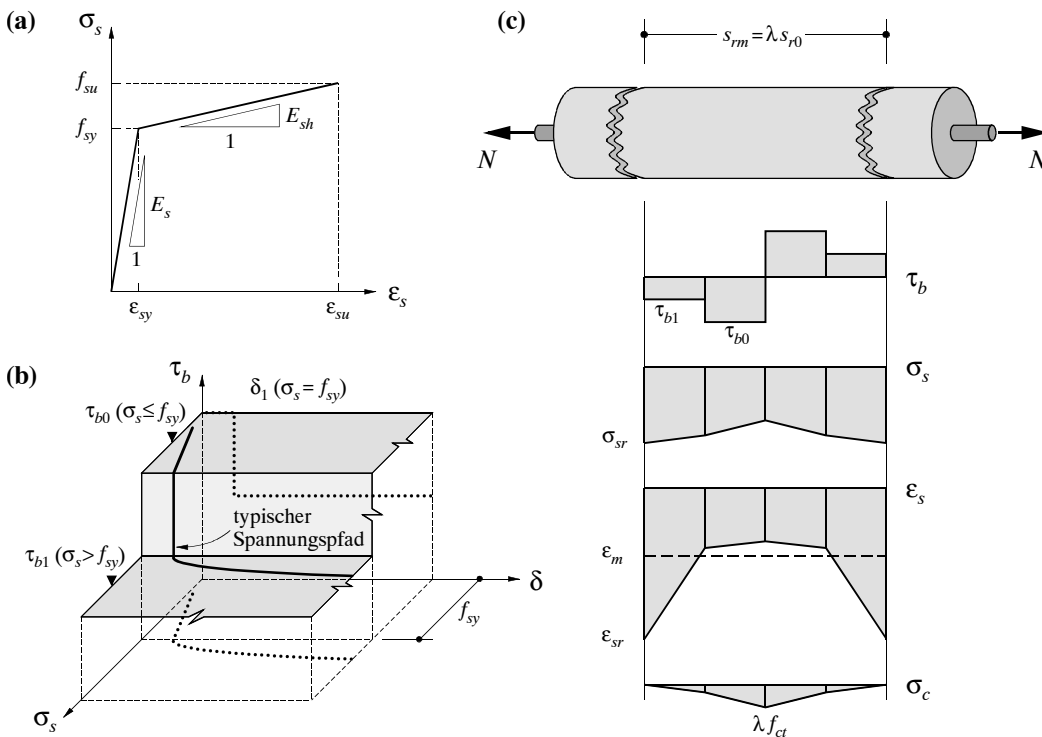 (a)
σs
fsu
fsy
Esh
1
Es
1
εsy
εsu
εs
(b)
τb
δ1 (σs = fsy)
τb0 (σs ≤ fsy)
typischer
Spannungspfad
τb1 (σs > fsy)
δ
fsy
σs
(c)
srm = λ sr0
N
N
τb
τb1
τb0
σs
σsr
εs
εm
εsr
σc
λ fct